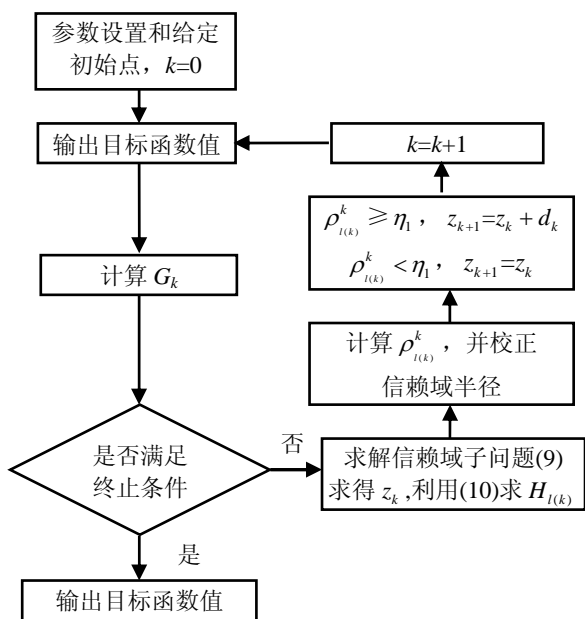 参数设置和给定
初始点，k=0
输出目标函数值
k=k+1
ρ^k_{l(k)} ≥ η₁， z_{k+1}=z_k + d_k
ρ^k_{l(k)} < η₁， z_{k+1}=z_k
计算 G_k
计算 ρ^k_{l(k)} ，并校正
信赖域半径
是否满足
终止条件
否
求解信赖域子问题(9)
求得 z_k ,利用(10)求 H_{l(k)}
是
输出目标函数值